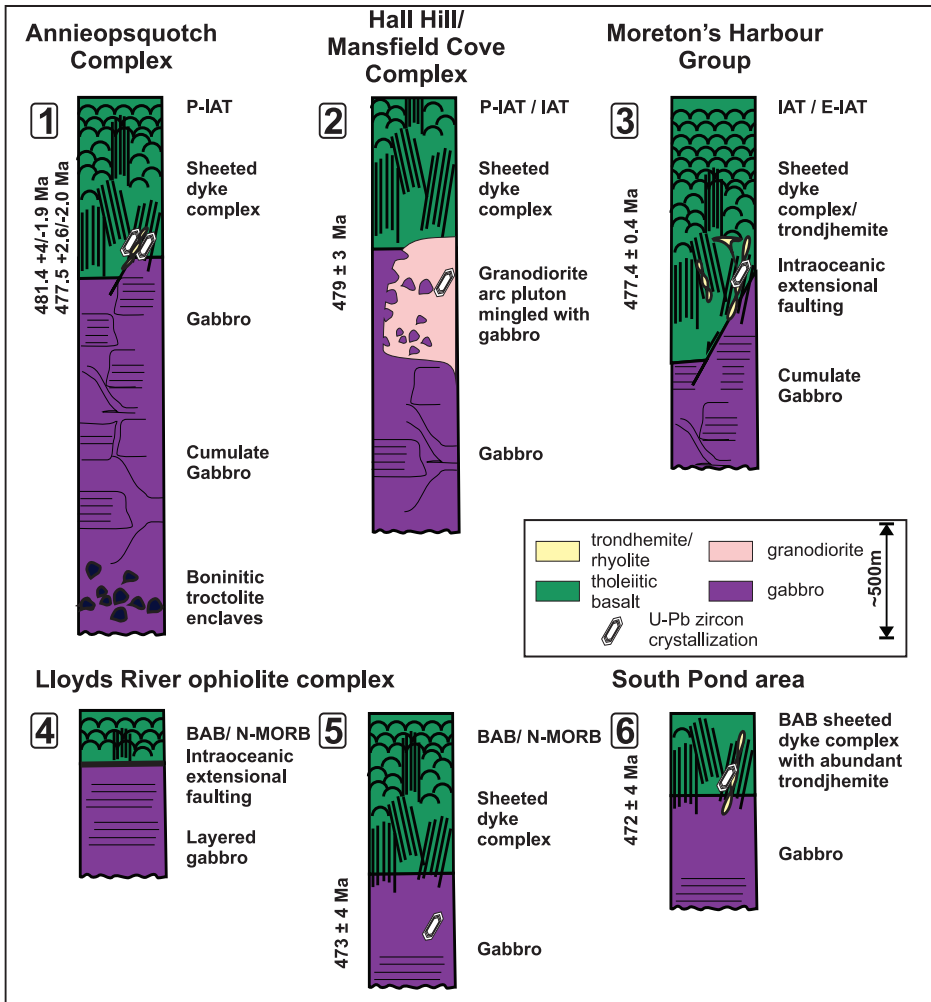 Annieopsquotch
Complex
1
481.4 +4/-1.9 Ma
477.5 +2.6/-2.0 Ma
P-IAT
Sheeted
dyke
complex
Gabbro
Cumulate
Gabbro
Boninitic
troctolite
enclaves
Hall Hill/
Mansfield Cove
Complex
2
479 ± 3 Ma
P-IAT / IAT
Sheeted
dyke
complex
Granodiorite
arc pluton
mingled with
gabbro
Gabbro
Moreton's Harbour
Group
3
477.4 ± 0.4 Ma
IAT / E-IAT
Sheeted
dyke
complex/
trondjhemite
Intraoceanic
extensional
faulting
Cumulate
Gabbro
trondhemite/
rhyolite
granodiorite
tholeiitic
basalt
gabbro
U-Pb zircon
crystallization
~500m
Lloyds River ophiolite complex
4
BAB/ N-MORB
Intraoceanic
extensional
faulting
Layered
gabbro
5
473 ± 4 Ma
BAB/ N-MORB
Sheeted
dyke
complex
Gabbro
South Pond area
6
472 ± 4 Ma
BAB sheeted
dyke complex
with abundant
trondjhemite
Gabbro